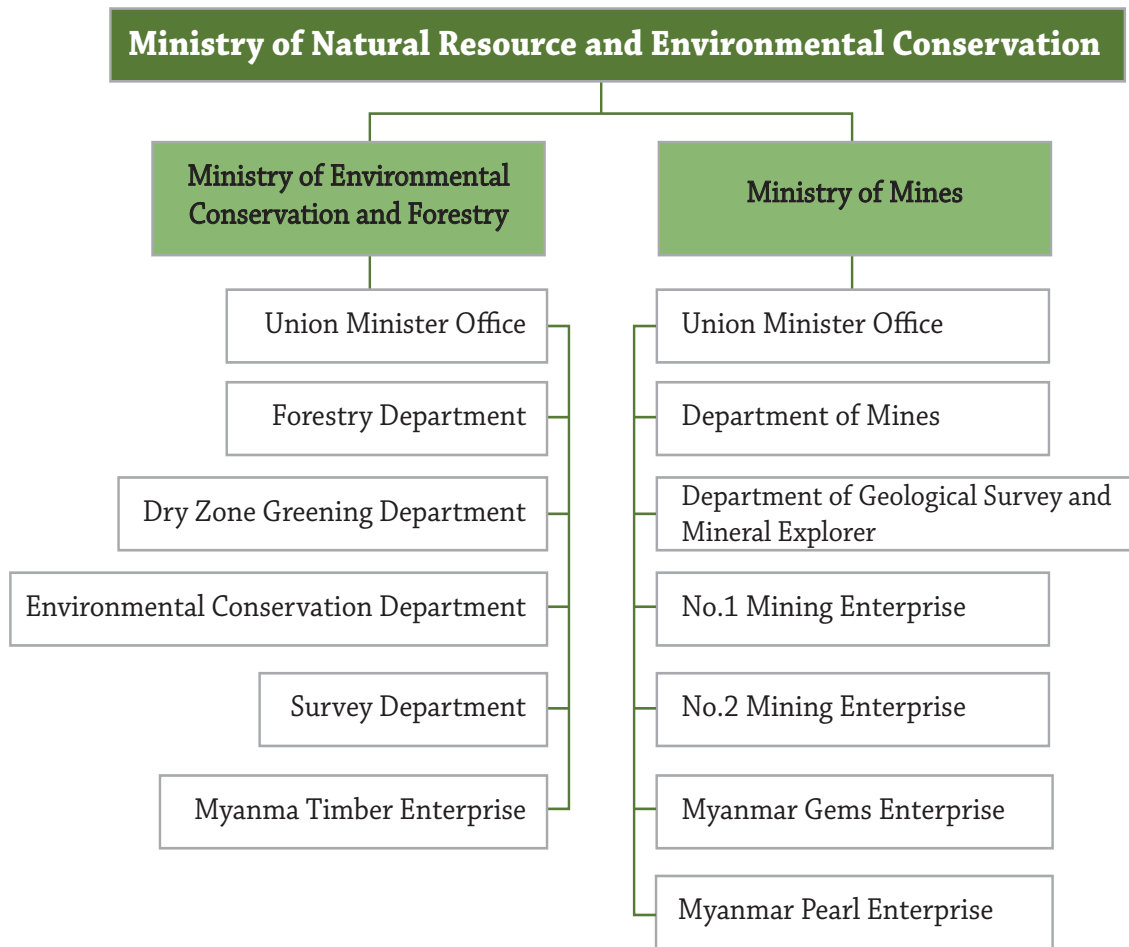 Ministry of Natural Resource and Environmental Conservation
Ministry of Environmental
Conservation and Forestry
Union Minister Office
Forestry Department
Dry Zone Greening Department
Environmental Conservation Department
Survey Department
Myanma Timber Enterprise
Ministry of Mines
Union Minister Office
Department of Mines
Department of Geological Survey and
Mineral Explorer
No.1 Mining Enterprise
No.2 Mining Enterprise
Myanmar Gems Enterprise
Myanmar Pearl Enterprise